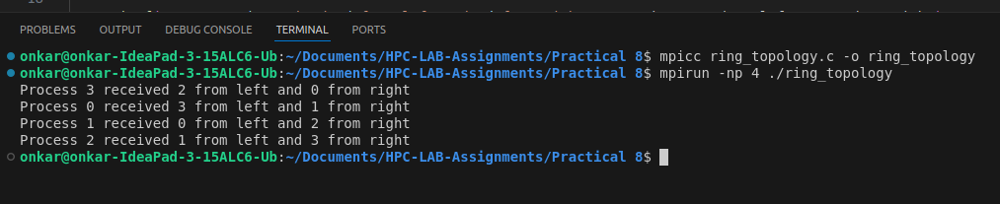 PROBLEMS OUTPUT DEBUG CONSOLE TERMINAL PORTS
onkar@onkar-IdeaPad-3-15ALC6-Ub:~/Documents/HPC-LAB-Assignments/Practical 8$ mpicc ring_topology.c -o ring_topology
onkar@onkar-IdeaPad-3-15ALC6-Ub:~/Documents/HPC-LAB-Assignments/Practical 8$ mpirun -np 4 ./ring_topology
Process 3 received 2 from left and 0 from right
Process 0 received 3 from left and 1 from right
Process 1 received 0 from left and 2 from right
Process 2 received 1 from left and 3 from right
onkar@onkar-IdeaPad-3-15ALC6-Ub:~/Documents/HPC-LAB-Assignments/Practical 8$